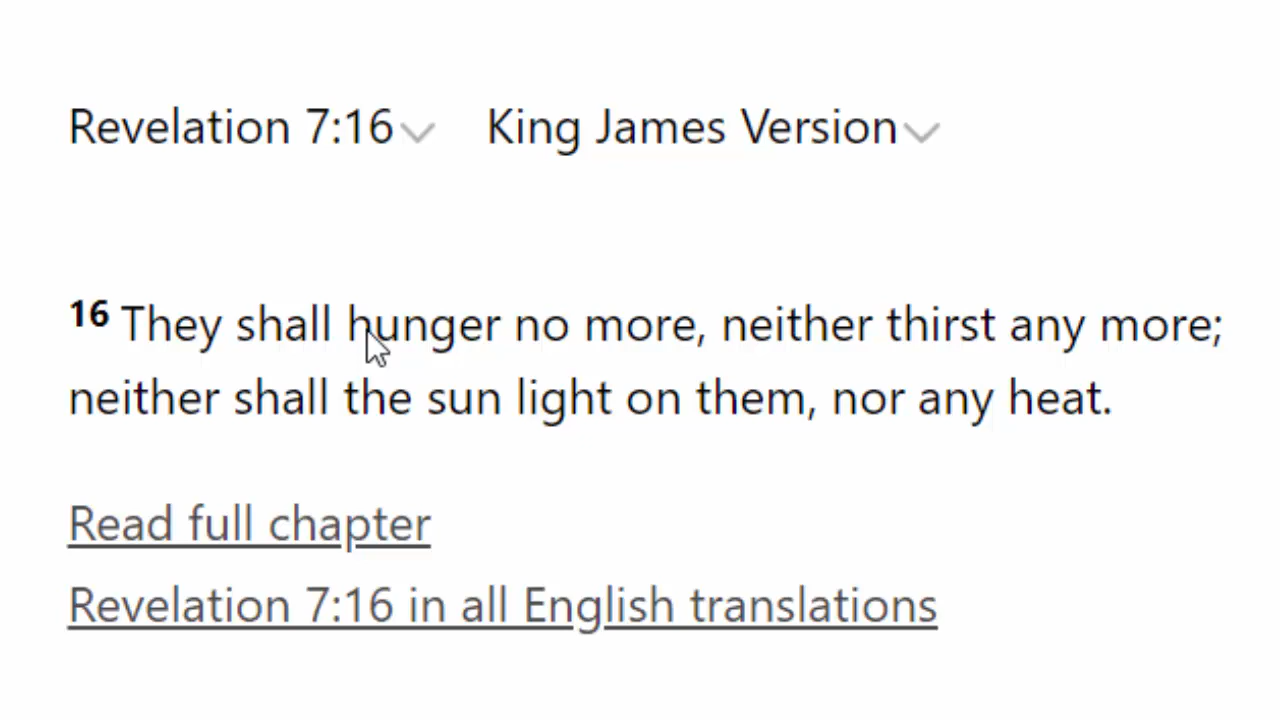 Revelation 7:16 King James Version
16 They shall hunger no more, neither thirst any more;
neither shall the sun light on them, nor any heat.
Read full chapter
Revelation 7:16 in all English translations